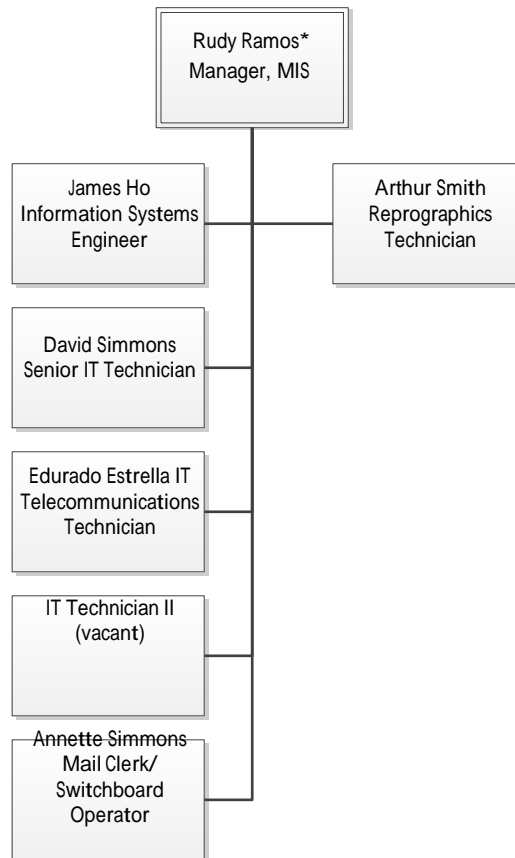 Rudy Ramos*
Manager, MIS
James Ho
Information Systems
Engineer
Arthur Smith
Reprographics
Technician
David Simmons
Senior IT Technician
Edurado Estrella IT
Telecommunications
Technician
IT Technician II
(vacant)
Annette Simmons
Mail Clerk/
Switchboard
Operator